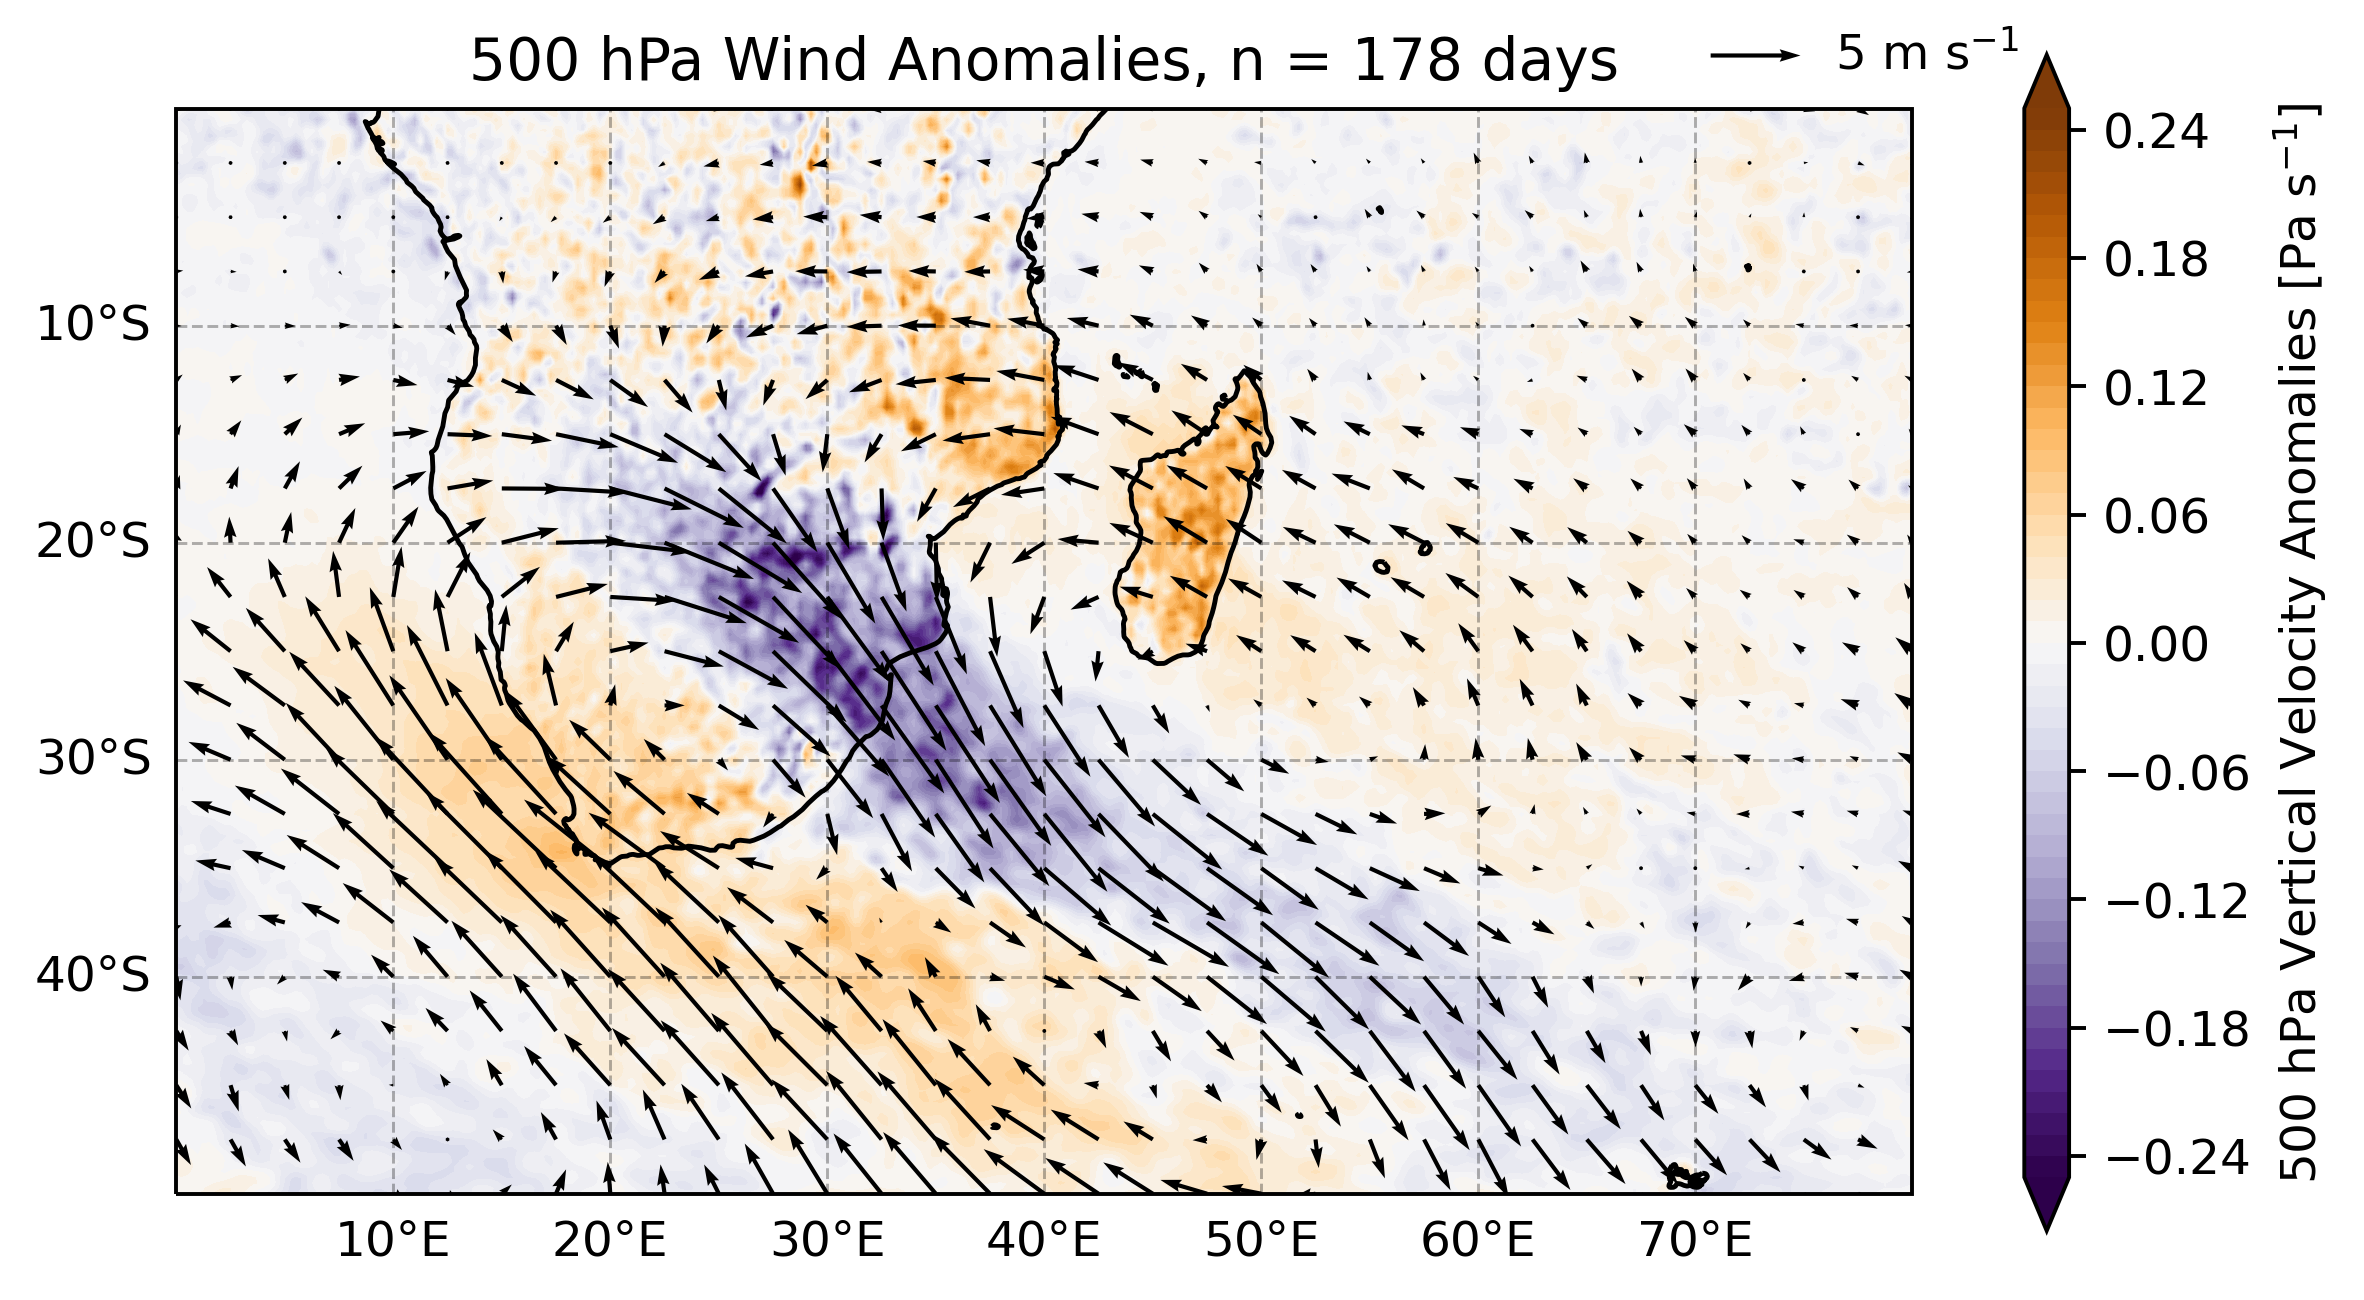 500 hPa Wind Anomalies, n = 178 days
5 m s⁻¹
10°S
20°S
30°S
40°S
10°E
20°E
30°E
40°E
50°E
60°E
70°E
0.24
0.18
0.12
0.06
0.00
−0.06
−0.12
−0.18
−0.24
500 hPa Vertical Velocity Anomalies [Pa s⁻¹]